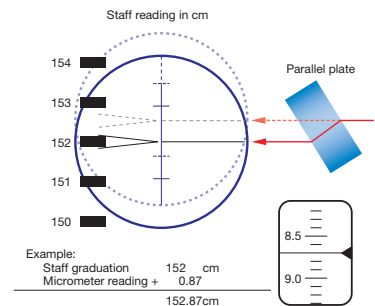 Staff reading in cm
154
Parallel plate
153
152
151
150
8.5
9.0
Example:
Staff graduation 152 cm
Micrometer reading + 0.87
152.87cm